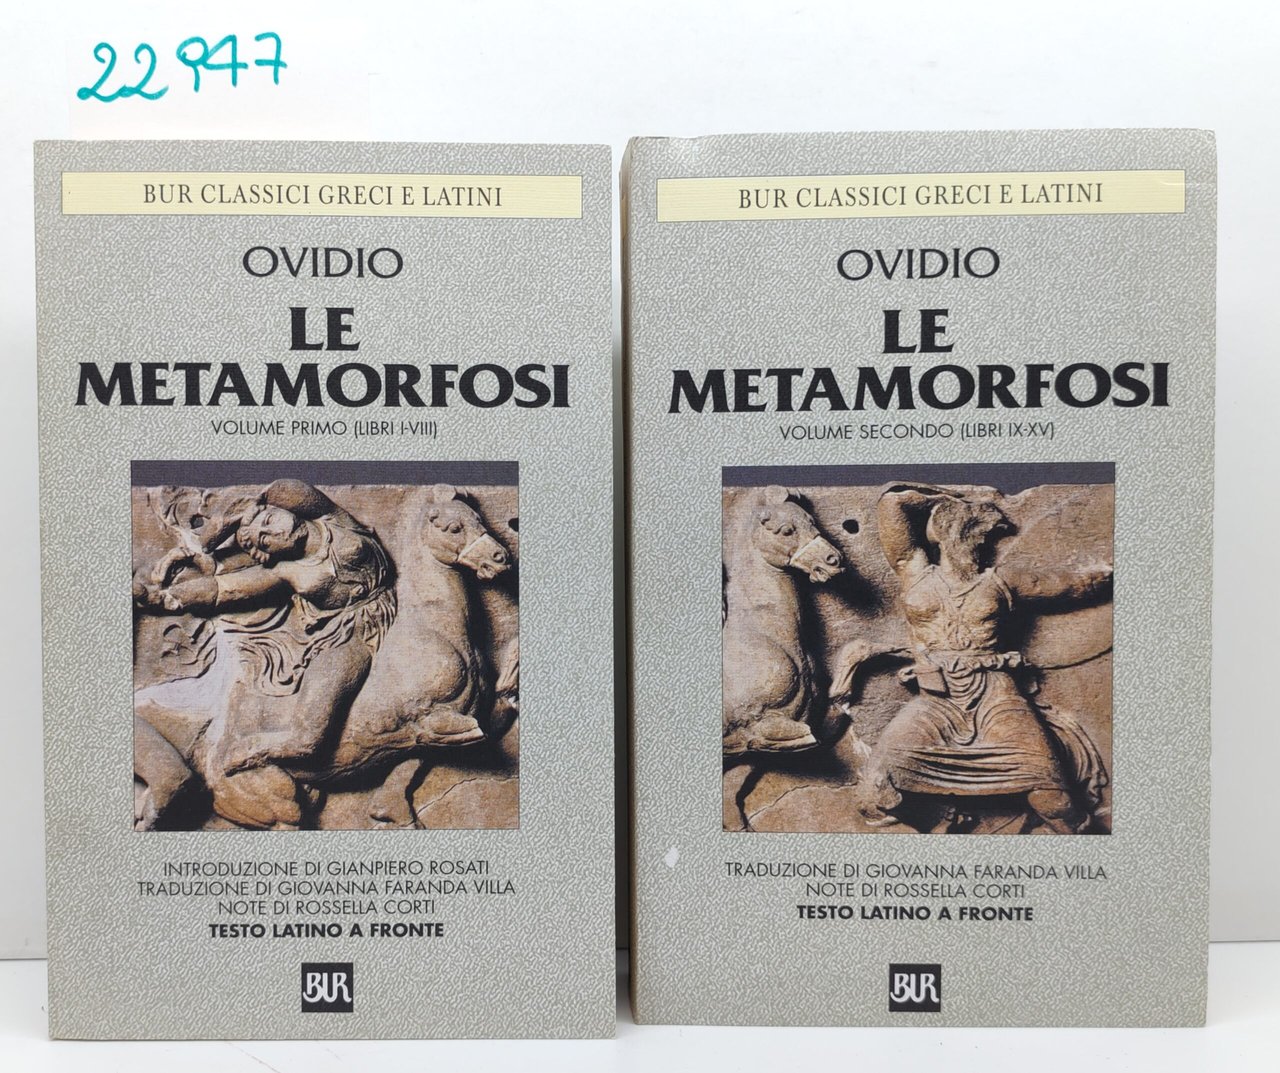 22947
BUR CLASSICI GRECI E LATINI
OVIDIO
LE
METAMORFOSI
VOLUME PRIMO (LIBRI I-VIII)
INTRODUZIONE DI GIANPIERO ROSATI
TRADUZIONE DI GIOVANNA FARANDA VILLA
NOTE DI ROSSELLA CORTI
TESTO LATINO A FRONTE
BUR
BUR CLASSICI GRECI E LATINI
OVIDIO
LE
METAMORFOSI
VOLUME SECONDO (LIBRI IX-XV)
TRADUZIONE DI GIOVANNA FARANDA VILLA
NOTE DI ROSSELLA CORTI
TESTO LATINO A FRONTE
BUR